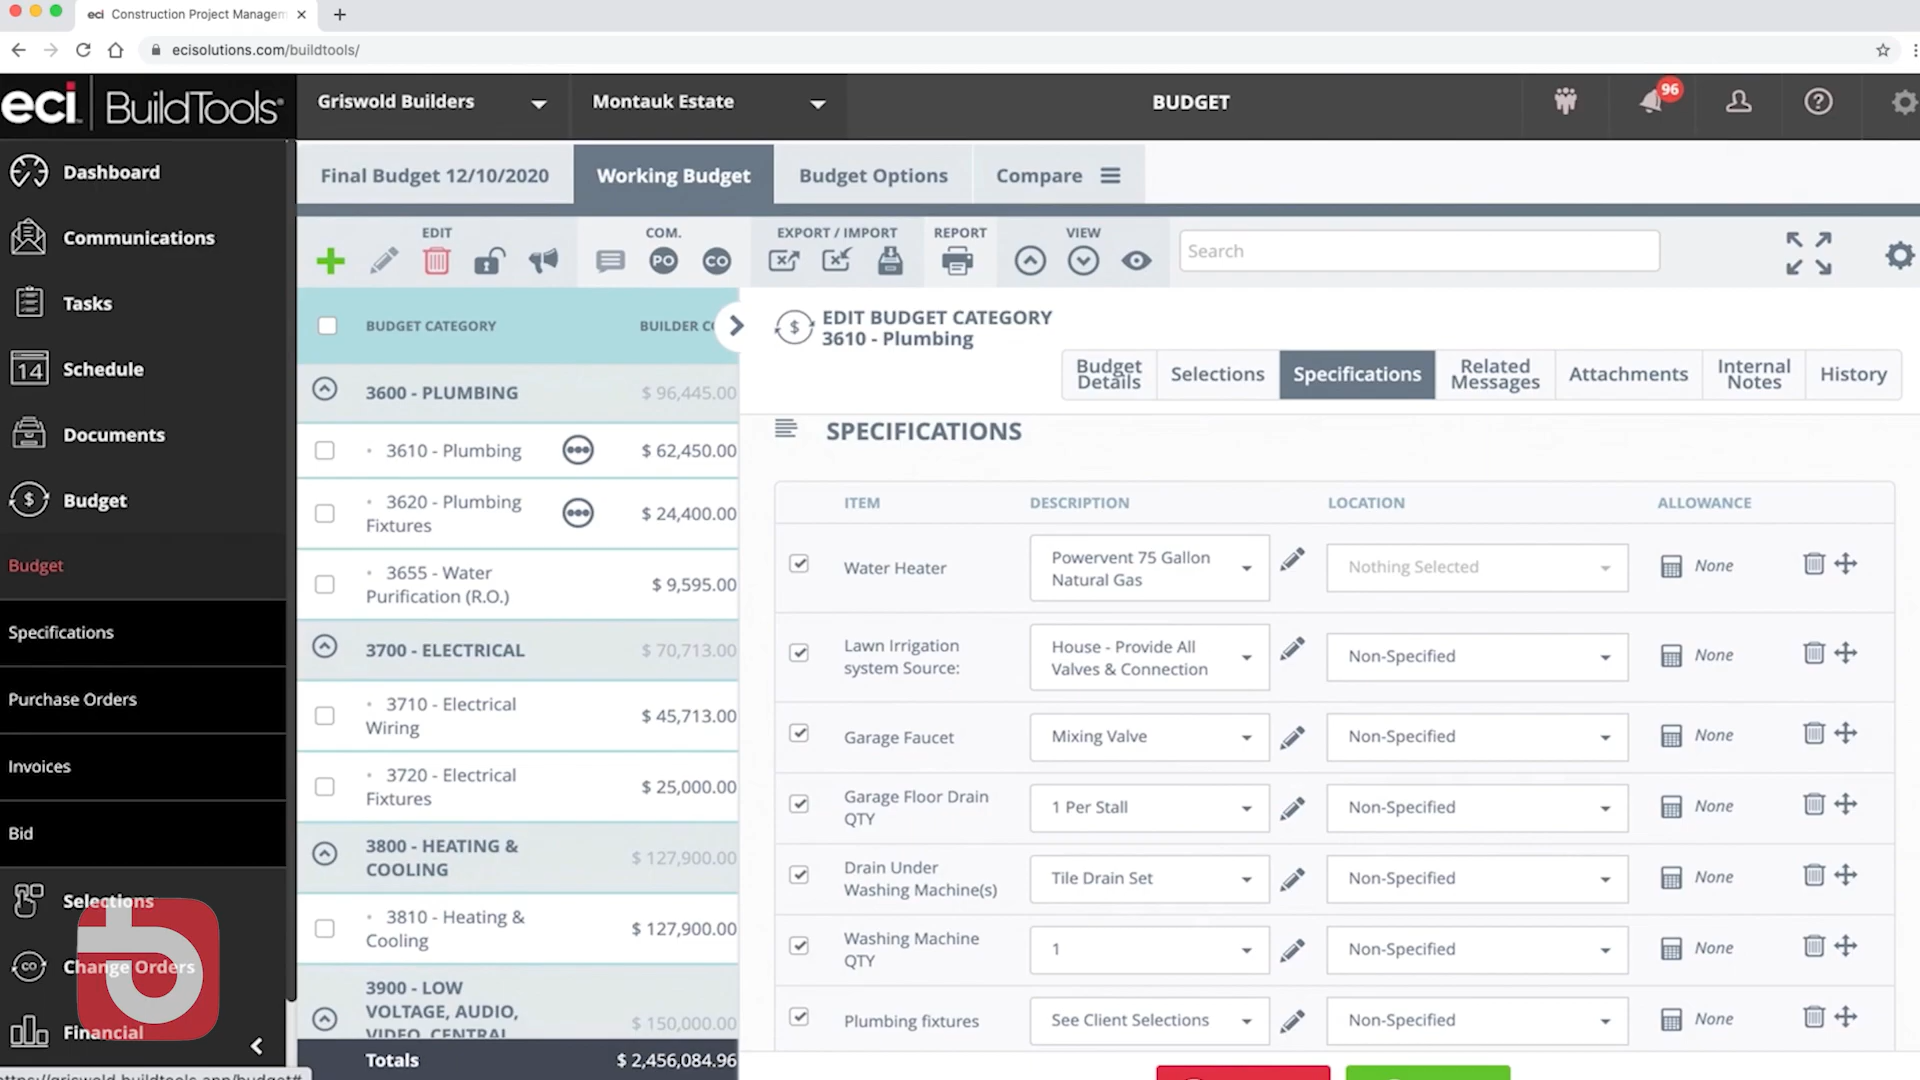 eci Construction Project Managem
ecisolutions.com/buildtools/
eci BuildTools
Griswold Builders
Montauk Estate
BUDGET
96
Dashboard
Communications
Tasks
14
Schedule
Documents
$
Budget
Budget
Specifications
Purchase Orders
Invoices
Bid
Selections
CO
Change Orders
Financial
Final Budget 12/10/2020
Working Budget
Budget Options
Compare
EDIT
COM.
PO
CO
EXPORT / IMPORT
REPORT
VIEW
Search
BUDGET CATEGORY
BUILDER CO
3600 - PLUMBING
$ 96,445.00
3610 - Plumbing
$ 62,450.00
3620 - Plumbing
Fixtures
$ 24,400.00
3655 - Water
Purification (R.O.)
$ 9,595.00
3700 - ELECTRICAL
$ 70,713.00
3710 - Electrical
Wiring
$ 45,713.00
3720 - Electrical
Fixtures
$ 25,000.00
3800 - HEATING &
COOLING
$ 127,900.00
3810 - Heating &
Cooling
$ 127,900.00
3900 - LOW
VOLTAGE, AUDIO,
VIDEO, CENTRAL
$ 150,000.00
Totals
$ 2,456,084.96
$
EDIT BUDGET CATEGORY
3610 - Plumbing
Budget
Details
Selections
Specifications
Related
Messages
Attachments
Internal
Notes
History
SPECIFICATIONS
ITEM
DESCRIPTION
LOCATION
ALLOWANCE
Water Heater
Powervent 75 Gallon
Natural Gas
Nothing Selected
None
Lawn Irrigation
system Source:
House - Provide All
Valves & Connection
Non-Specified
None
Garage Faucet
Mixing Valve
Non-Specified
None
Garage Floor Drain
QTY
1 Per Stall
Non-Specified
None
Drain Under
Washing Machine(s)
Tile Drain Set
Non-Specified
None
Washing Machine
QTY
1
Non-Specified
None
Plumbing fixtures
See Client Selections
Non-Specified
None
https://griswold.buildtools.app/budget#